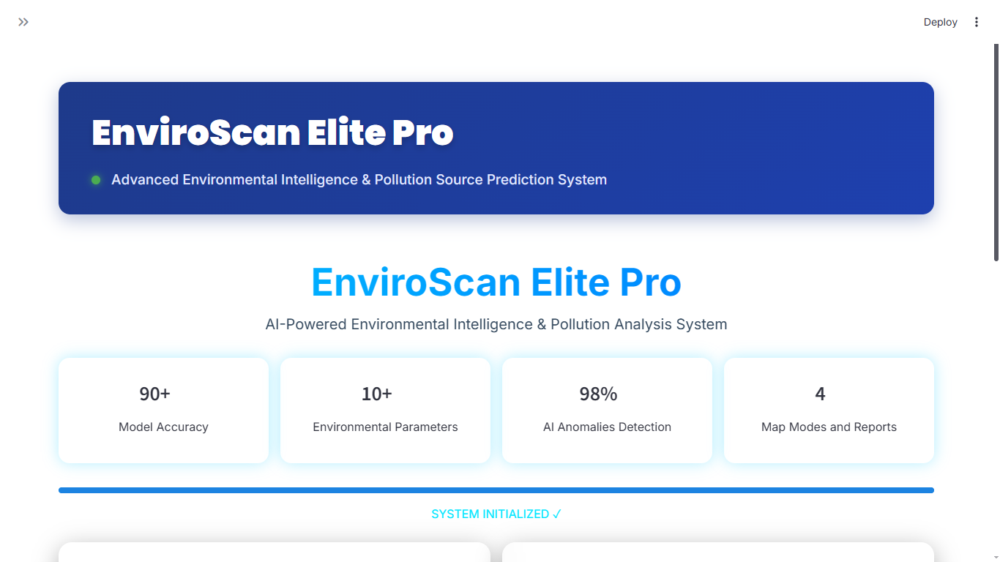 Deploy
EnviroScan Elite Pro
Advanced Environmental Intelligence & Pollution Source Prediction System
EnviroScan Elite Pro
AI-Powered Environmental Intelligence & Pollution Analysis System
90+
Model Accuracy
10+
Environmental Parameters
98%
AI Anomalies Detection
4
Map Modes and Reports
SYSTEM INITIALIZED ✓